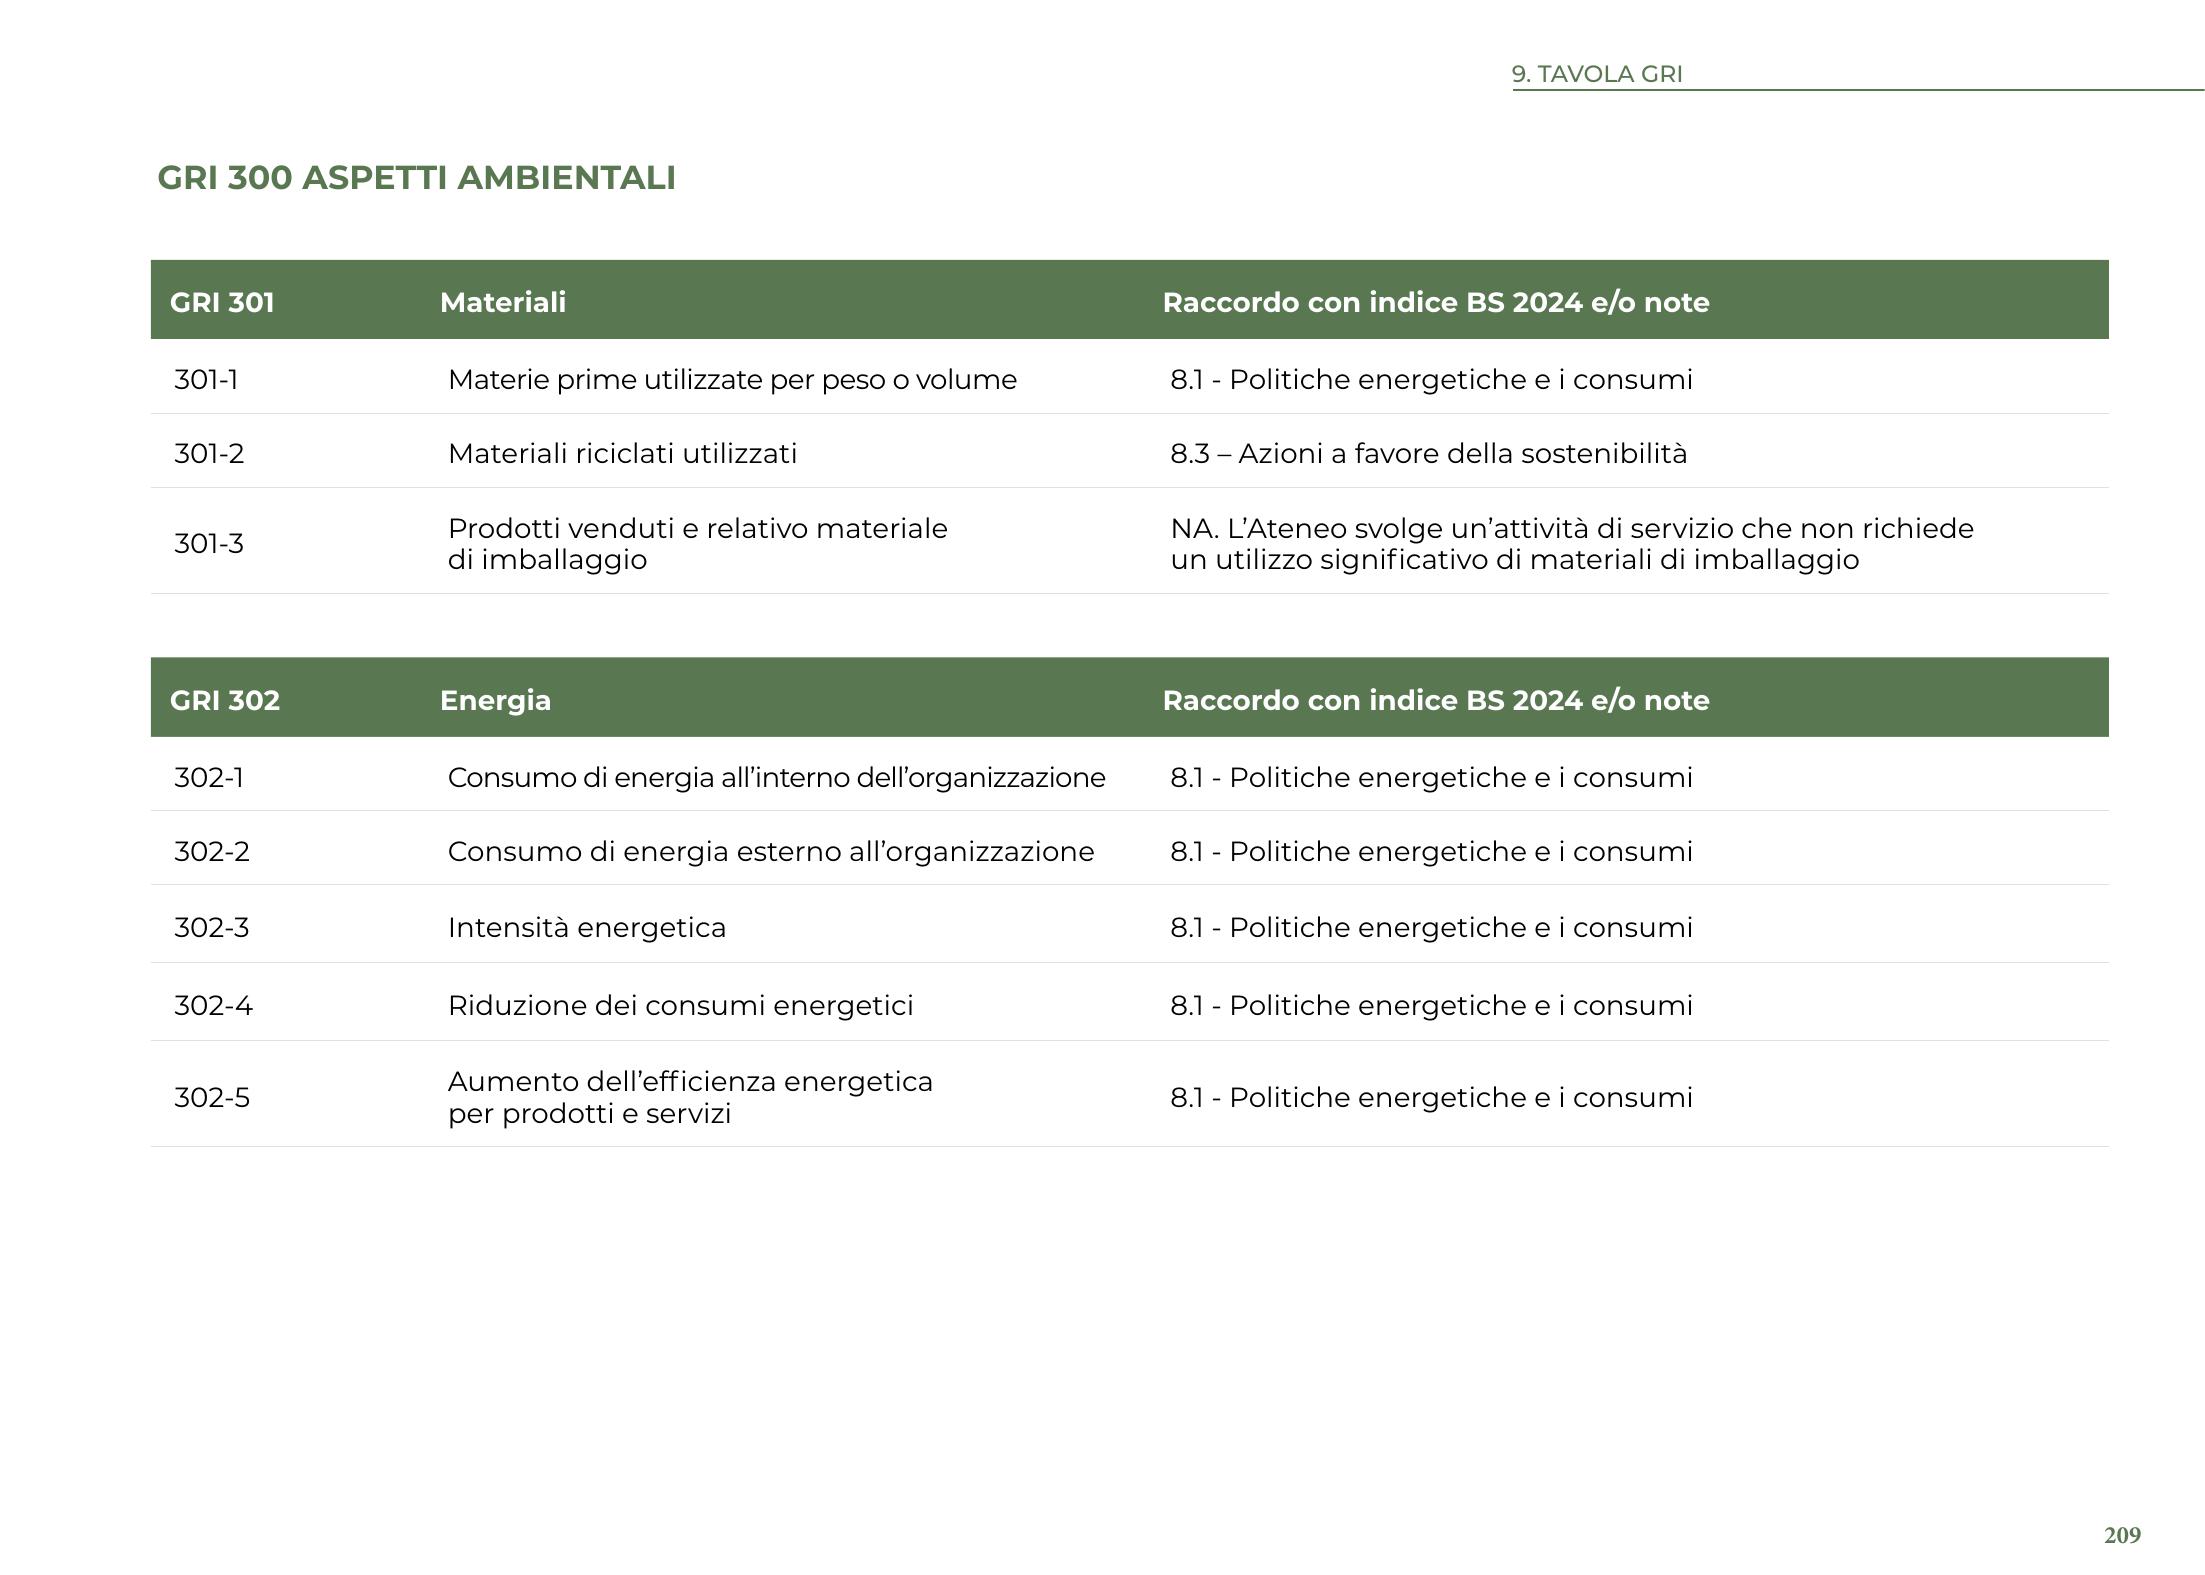 9. TAVOLA GRI
GRI 300 ASPETTI AMBIENTALI
GRI 301 Materiali Raccordo con indice BS 2024 e/o note
301-1 Materie prime utilizzate per peso o volume 8.1 - Politiche energetiche e i consumi
301-2 Materiali riciclati utilizzati 8.3 – Azioni a favore della sostenibilità
301-3 Prodotti venduti e relativo materiale
di imballaggio
NA. L’Ateneo svolge un’attività di servizio che non richiede
un utilizzo significativo di materiali di imballaggio
GRI 302 Energia Raccordo con indice BS 2024 e/o note
302-1 Consumo di energia all’interno dell’organizzazione 8.1 - Politiche energetiche e i consumi
302-2 Consumo di energia esterno all’organizzazione 8.1 - Politiche energetiche e i consumi
302-3 Intensità energetica 8.1 - Politiche energetiche e i consumi
302-4 Riduzione dei consumi energetici 8.1 - Politiche energetiche e i consumi
302-5 Aumento dell’efficienza energetica
per prodotti e servizi
8.1 - Politiche energetiche e i consumi
209